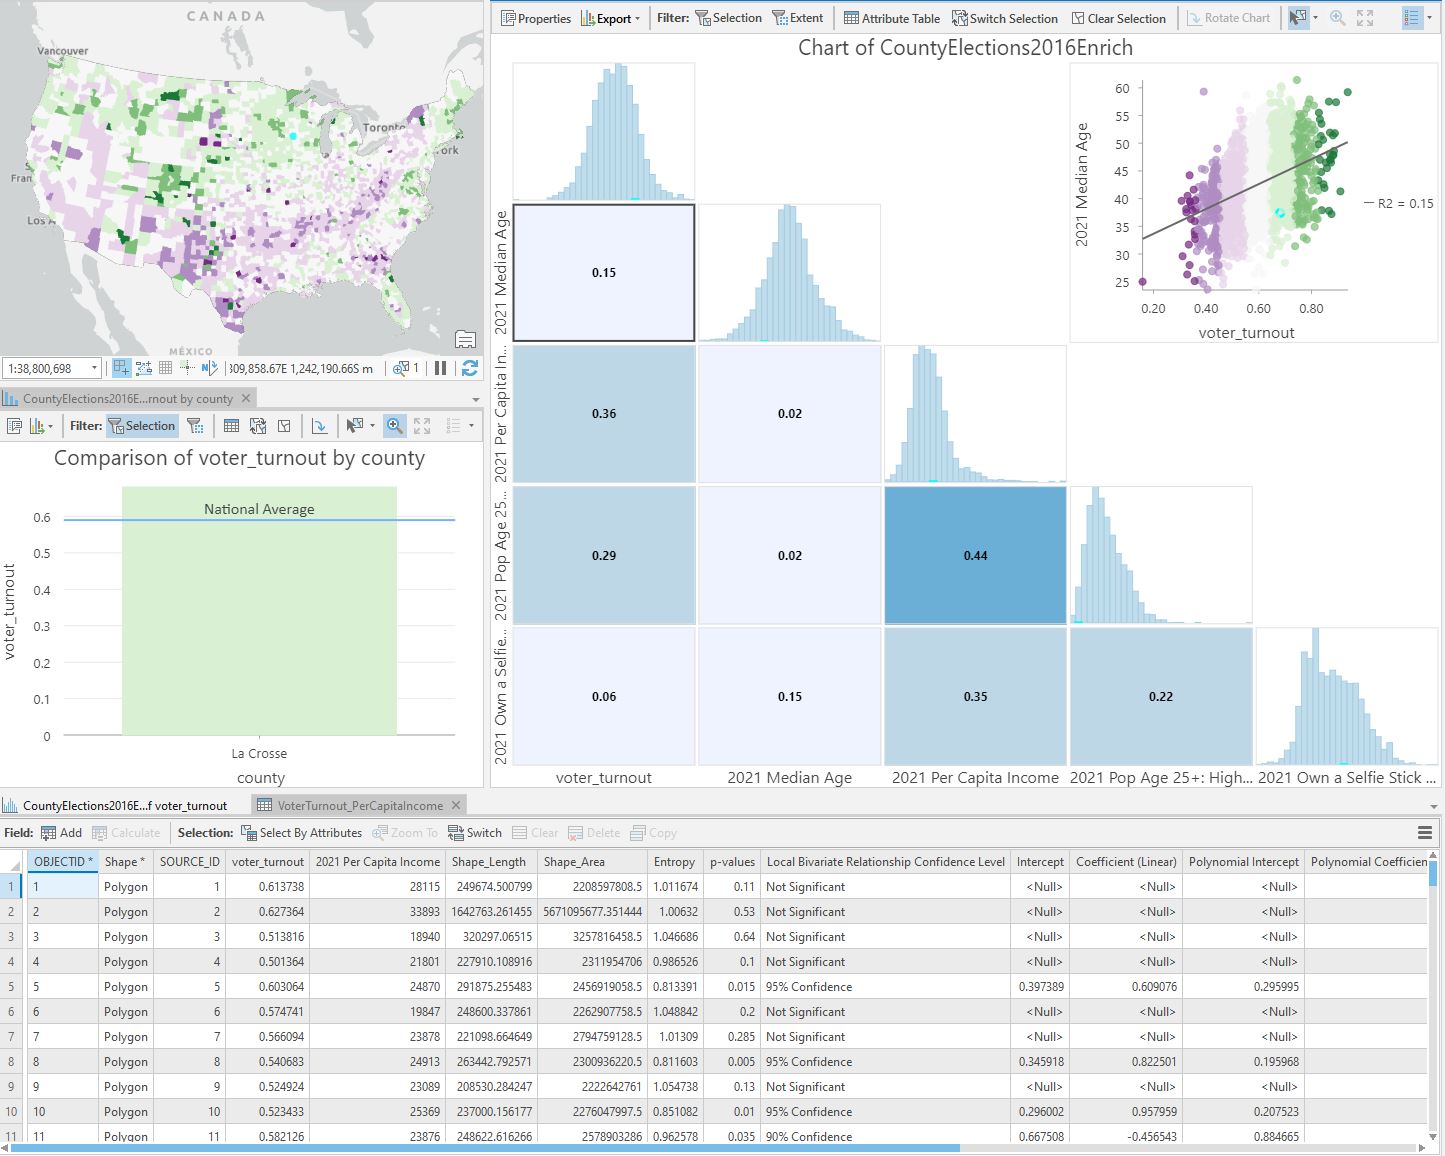 CANADA
Vancouver
Toronto
ork
S
Fran
Los A
MÉXICO
1:38,800,698
309,858.67E 1,242,190.66S m
1
CountyElections2016E...rnout by county
Filter: Selection
Comparison of voter_turnout by county
National Average
0.6
0.5
0.4
0.3
0.2
0.1
0
voter_turnout
La Crosse
county
Properties Export Filter: Selection Extent Attribute Table Switch Selection Clear Selection Rotate Chart
Chart of CountyElections2016Enrich
60
55
50
45
40
35
30
25
2021 Median Age
0.20 0.40 0.60 0.80
voter_turnout
R2 = 0.15
2021 Median Age
0.15
2021 Per Capita In...
0.36 0.02
2021 Pop Age 25...
0.29 0.02 0.44
2021 Own a Selfie...
0.06 0.15 0.35 0.22
voter_turnout 2021 Median Age 2021 Per Capita Income 2021 Pop Age 25+: High... 2021 Own a Selfie Stick ...
CountyElections2016E...f voter_turnout VoterTurnout_PerCapitaIncome
Field: Add Calculate Selection: Select By Attributes Zoom To Switch Clear Delete Copy
OBJECTID * Shape * SOURCE_ID voter_turnout 2021 Per Capita Income Shape_Length Shape_Area Entropy p-values Local Bivariate Relationship Confidence Level Intercept Coefficient (Linear) Polynomial Intercept Polynomial Coefficien
1 1 Polygon 1 0.613738 28115 249674.500799 2208597808.5 1.011674 0.11 Not Significant <Null> <Null> <Null>
2 2 Polygon 2 0.627364 33893 1642763.261455 5671095677.351444 1.00632 0.53 Not Significant <Null> <Null> <Null>
3 3 Polygon 3 0.513816 18940 320297.06515 3257816458.5 1.046686 0.64 Not Significant <Null> <Null> <Null>
4 4 Polygon 4 0.501364 21801 227910.108916 2311954706 0.986526 0.1 Not Significant <Null> <Null> <Null>
5 5 Polygon 5 0.603064 24870 291875.255483 2456919058.5 0.813391 0.015 95% Confidence 0.397389 0.609076 0.295995
6 6 Polygon 6 0.574741 19847 248600.337861 2262907758.5 1.048842 0.2 Not Significant <Null> <Null> <Null>
7 7 Polygon 7 0.566094 23878 221098.664649 2794759128.5 1.01309 0.285 Not Significant <Null> <Null> <Null>
8 8 Polygon 8 0.540683 24913 263442.792571 2300936220.5 0.811603 0.005 95% Confidence 0.345918 0.822501 0.195968
9 9 Polygon 9 0.524924 23089 208530.284247 2222642761 1.054738 0.13 Not Significant <Null> <Null> <Null>
10 10 Polygon 10 0.523433 25369 237000.156177 2276047997.5 0.851082 0.01 95% Confidence 0.296002 0.957959 0.207523
11 11 Polygon 11 0.582126 23876 248622.616266 2578903286 0.962578 0.035 90% Confidence 0.667508 -0.456543 0.884665